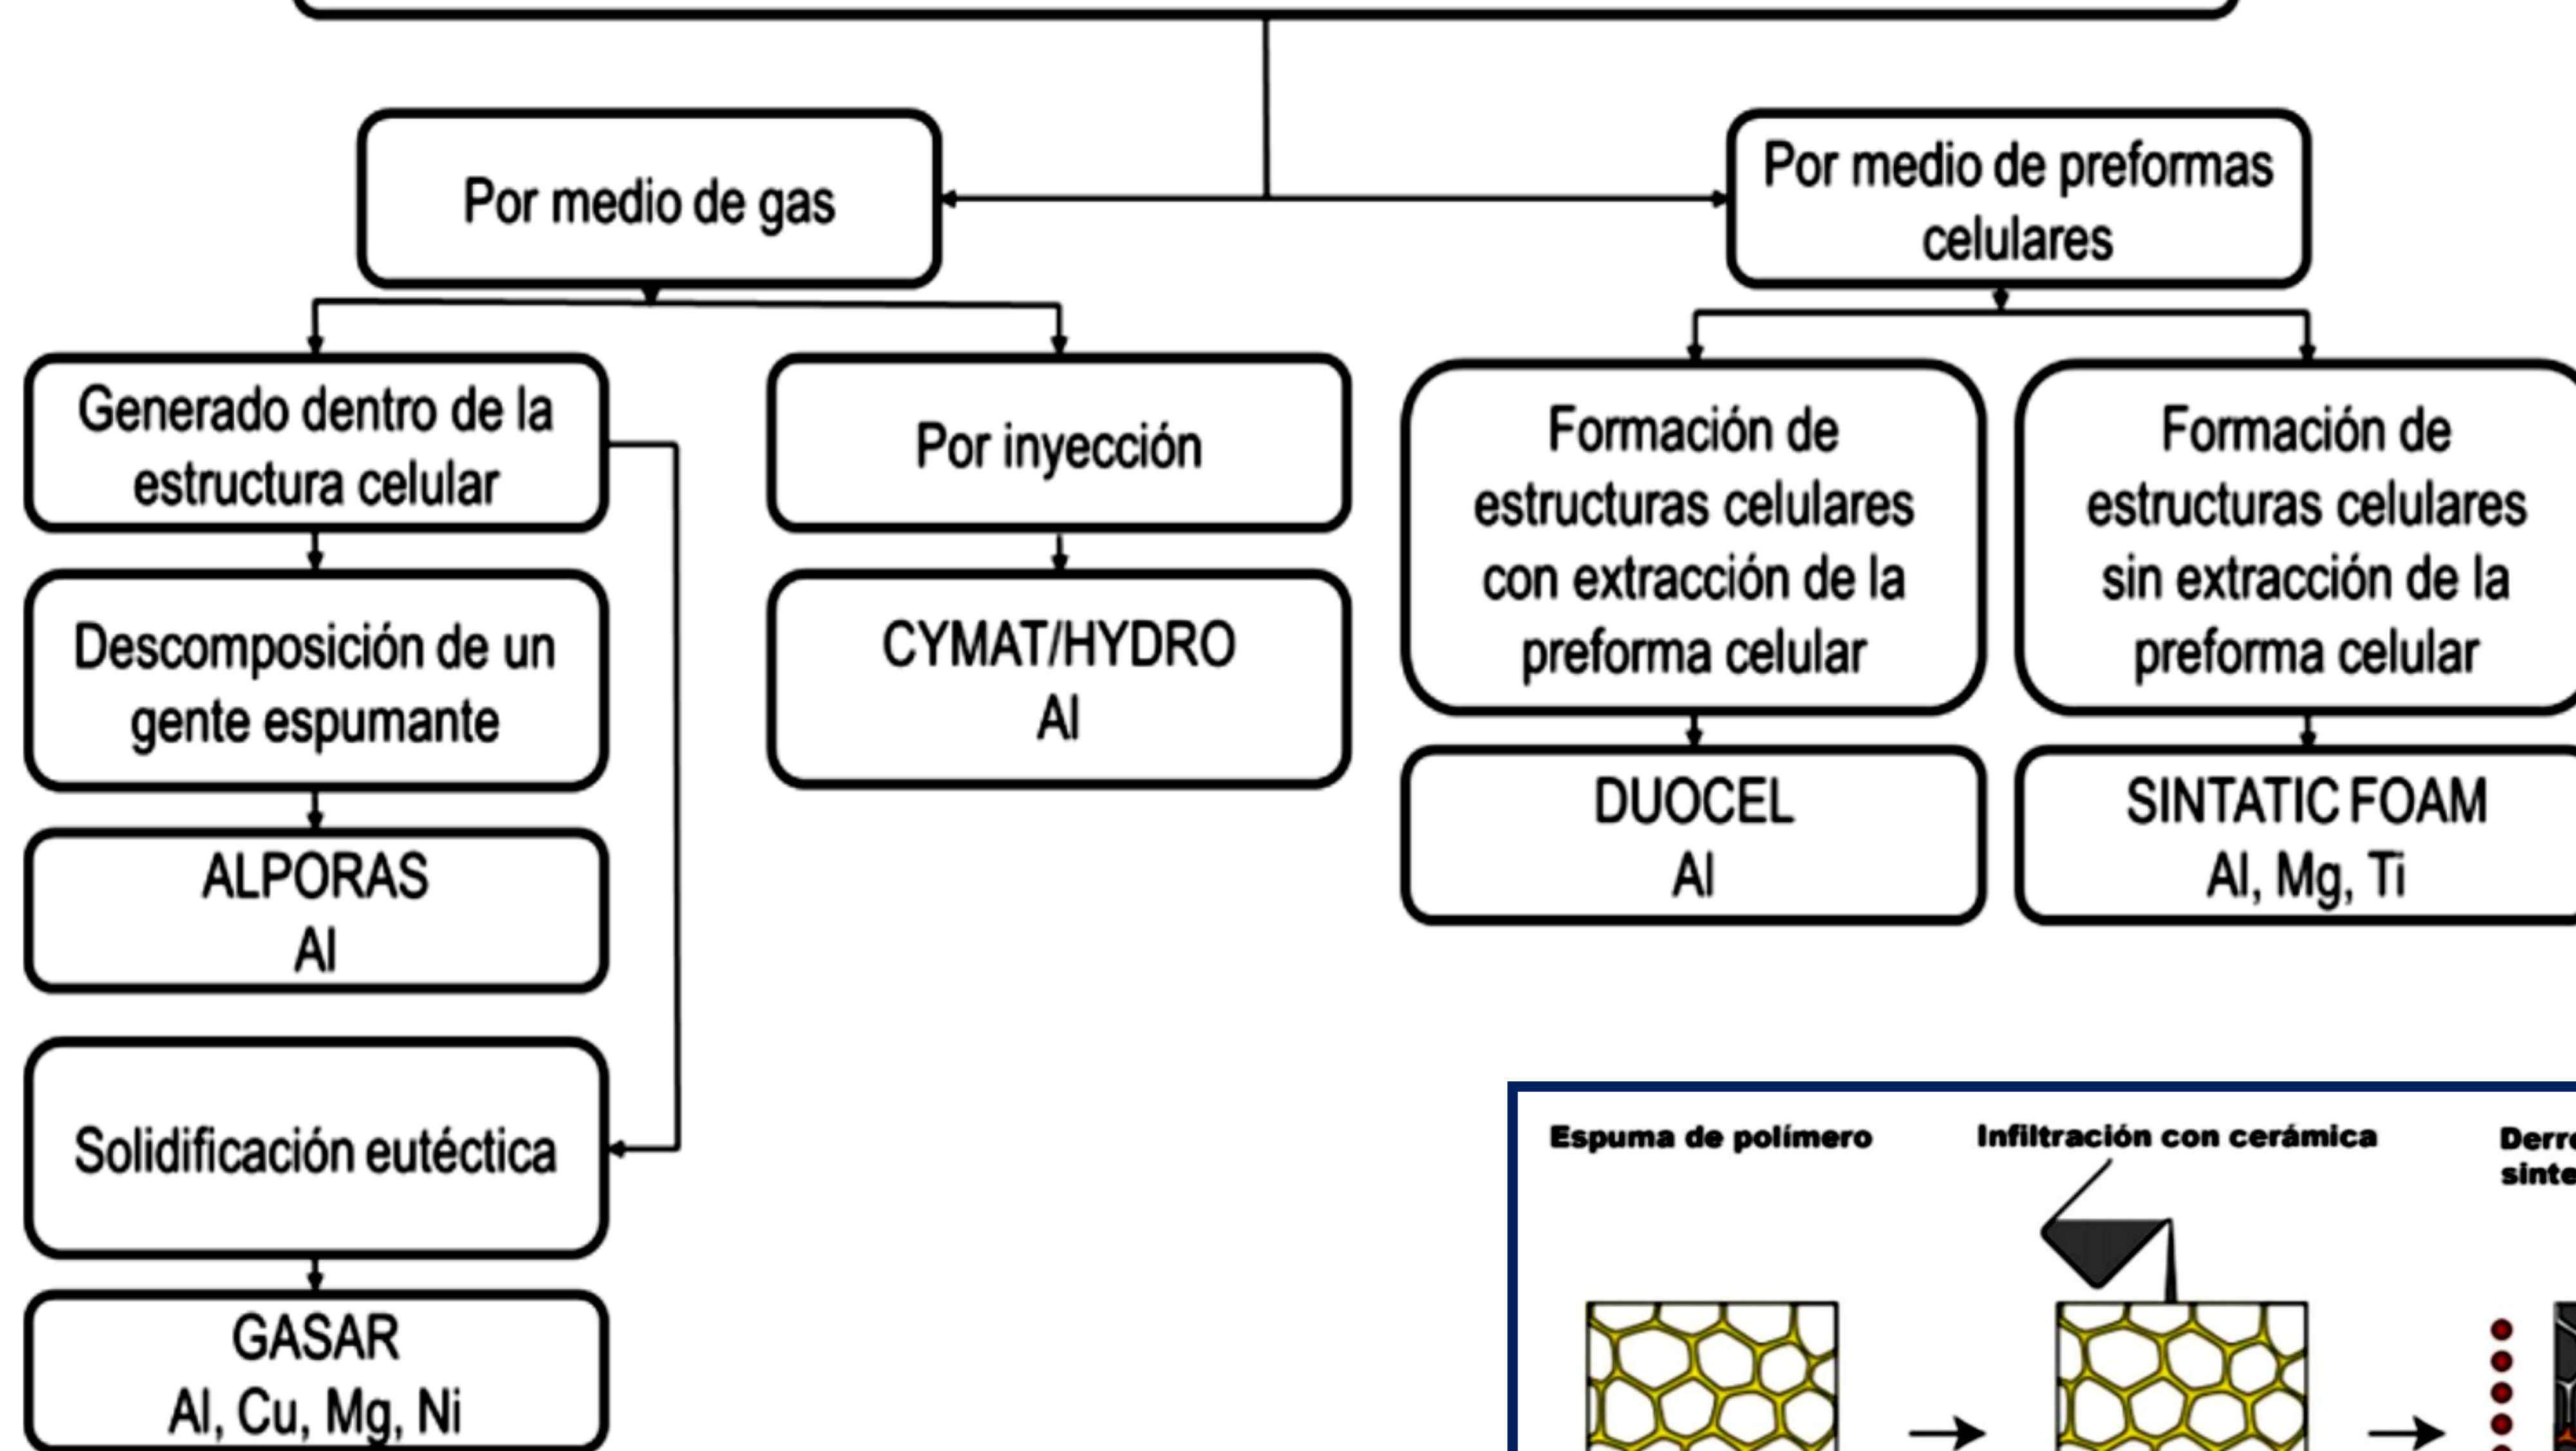 Por medio de gas
Por medio de preformas
celulares
Generado dentro de la
estructura celular
Por inyección
Formación de
estructuras celulares
con extracción de la
preforma celular
Formación de
estructuras celulares
sin extracción de la
preforma celular
Descomposición de un
gente espumante
CYMAT/HYDRO
Al
DUOCEL
Al
SINTATIC FOAM
Al, Mg, Ti
ALPORAS
Al
Solidificación eutéctica
GASAR
Al, Cu, Mg, Ni
Espuma de polímero
Infiltración con cerámica